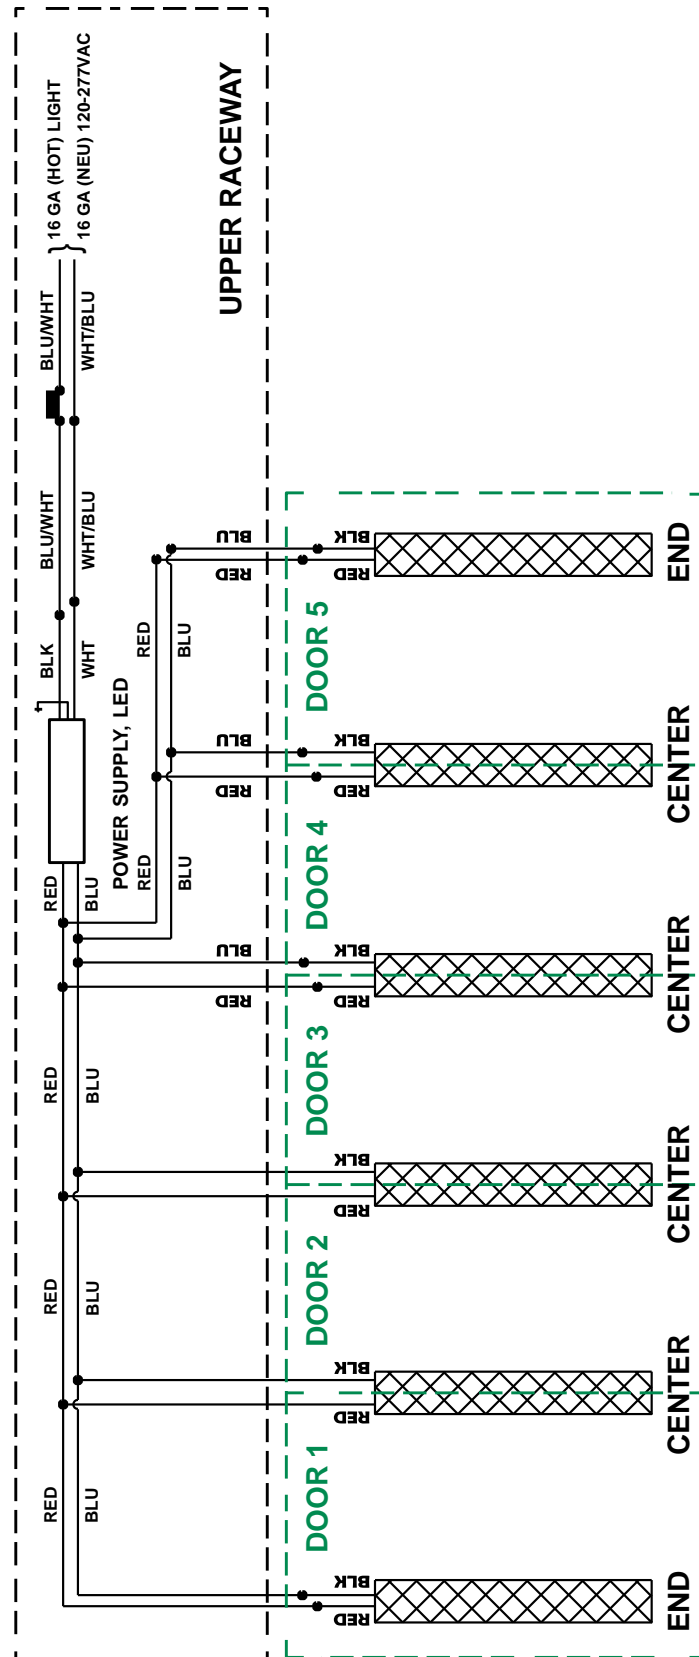 16 GA (HOT) LIGHT
16 GA (NEU) 120-277VAC
UPPER RACEWAY
BLU/WHT
WHT/BLU
BLU/WHT
WHT/BLU
BLK
WHT
POWER SUPPLY, LED
RED
BLU
RED
BLU
RED
BLU
BLU
RED
BLK
RED
DOOR 5
END
BLU
RED
BLK
RED
DOOR 4
CENTER
BLU
RED
BLK
RED
DOOR 3
CENTER
RED
BLU
BLK
RED
DOOR 2
CENTER
RED
BLU
BLK
RED
DOOR 1
CENTER
RED
BLU
BLK
RED
END